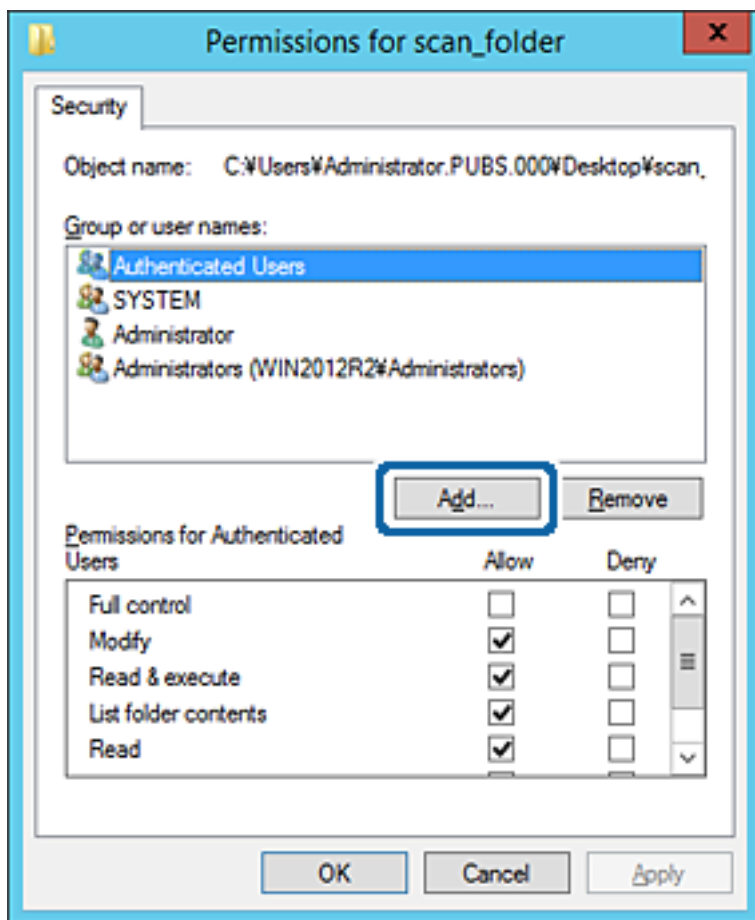 Permissions for scan_folder
x
Security
Object name: C:¥Users¥Administrator.PUBS.000¥Desktop¥scan_
Group or user names:
Authenticated Users
SYSTEM
Administrator
Administrators (WIN2012R2¥Administrators)
Add...
Remove
Permissions for Authenticated
Users
Allow
Deny
Full control
Modify
Read & execute
List folder contents
Read
OK
Cancel
Apply